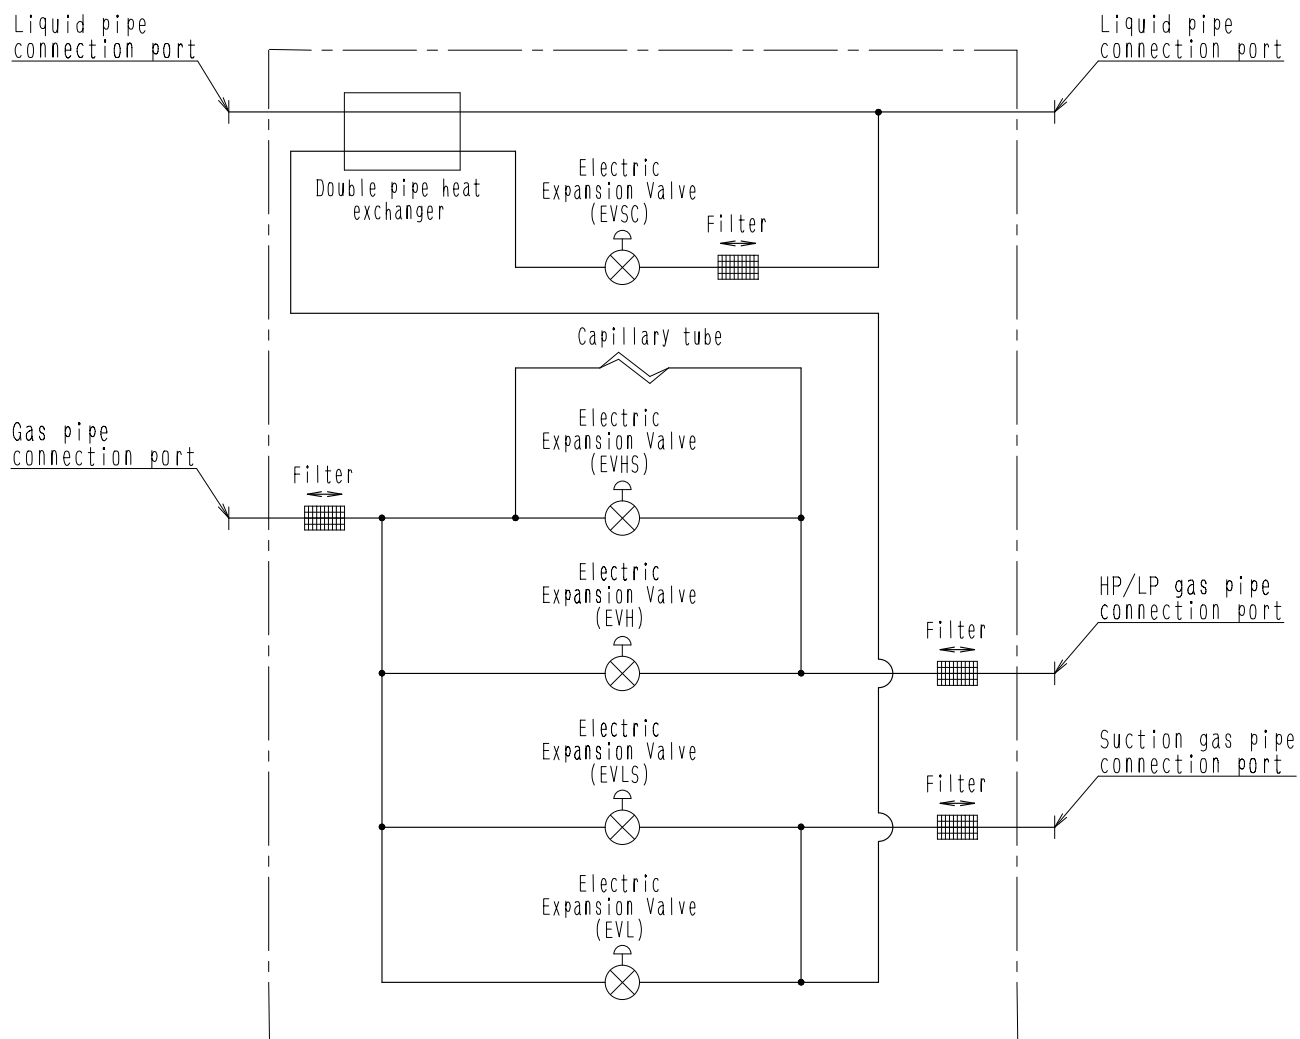 Liquid pipe
connection port
Liquid pipe
connection port
Electric
Expansion Valve
(EVSC)
Double pipe heat
exchanger
Filter
Capillary tube
Electric
Expansion Valve
(EVHS)
Gas pipe
connection port
Filter
Electric
Expansion Valve
(EVH)
HP/LP gas pipe
connection port
Filter
Electric
Expansion Valve
(EVLS)
Suction gas pipe
connection port
Filter
Electric
Expansion Valve
(EVL)